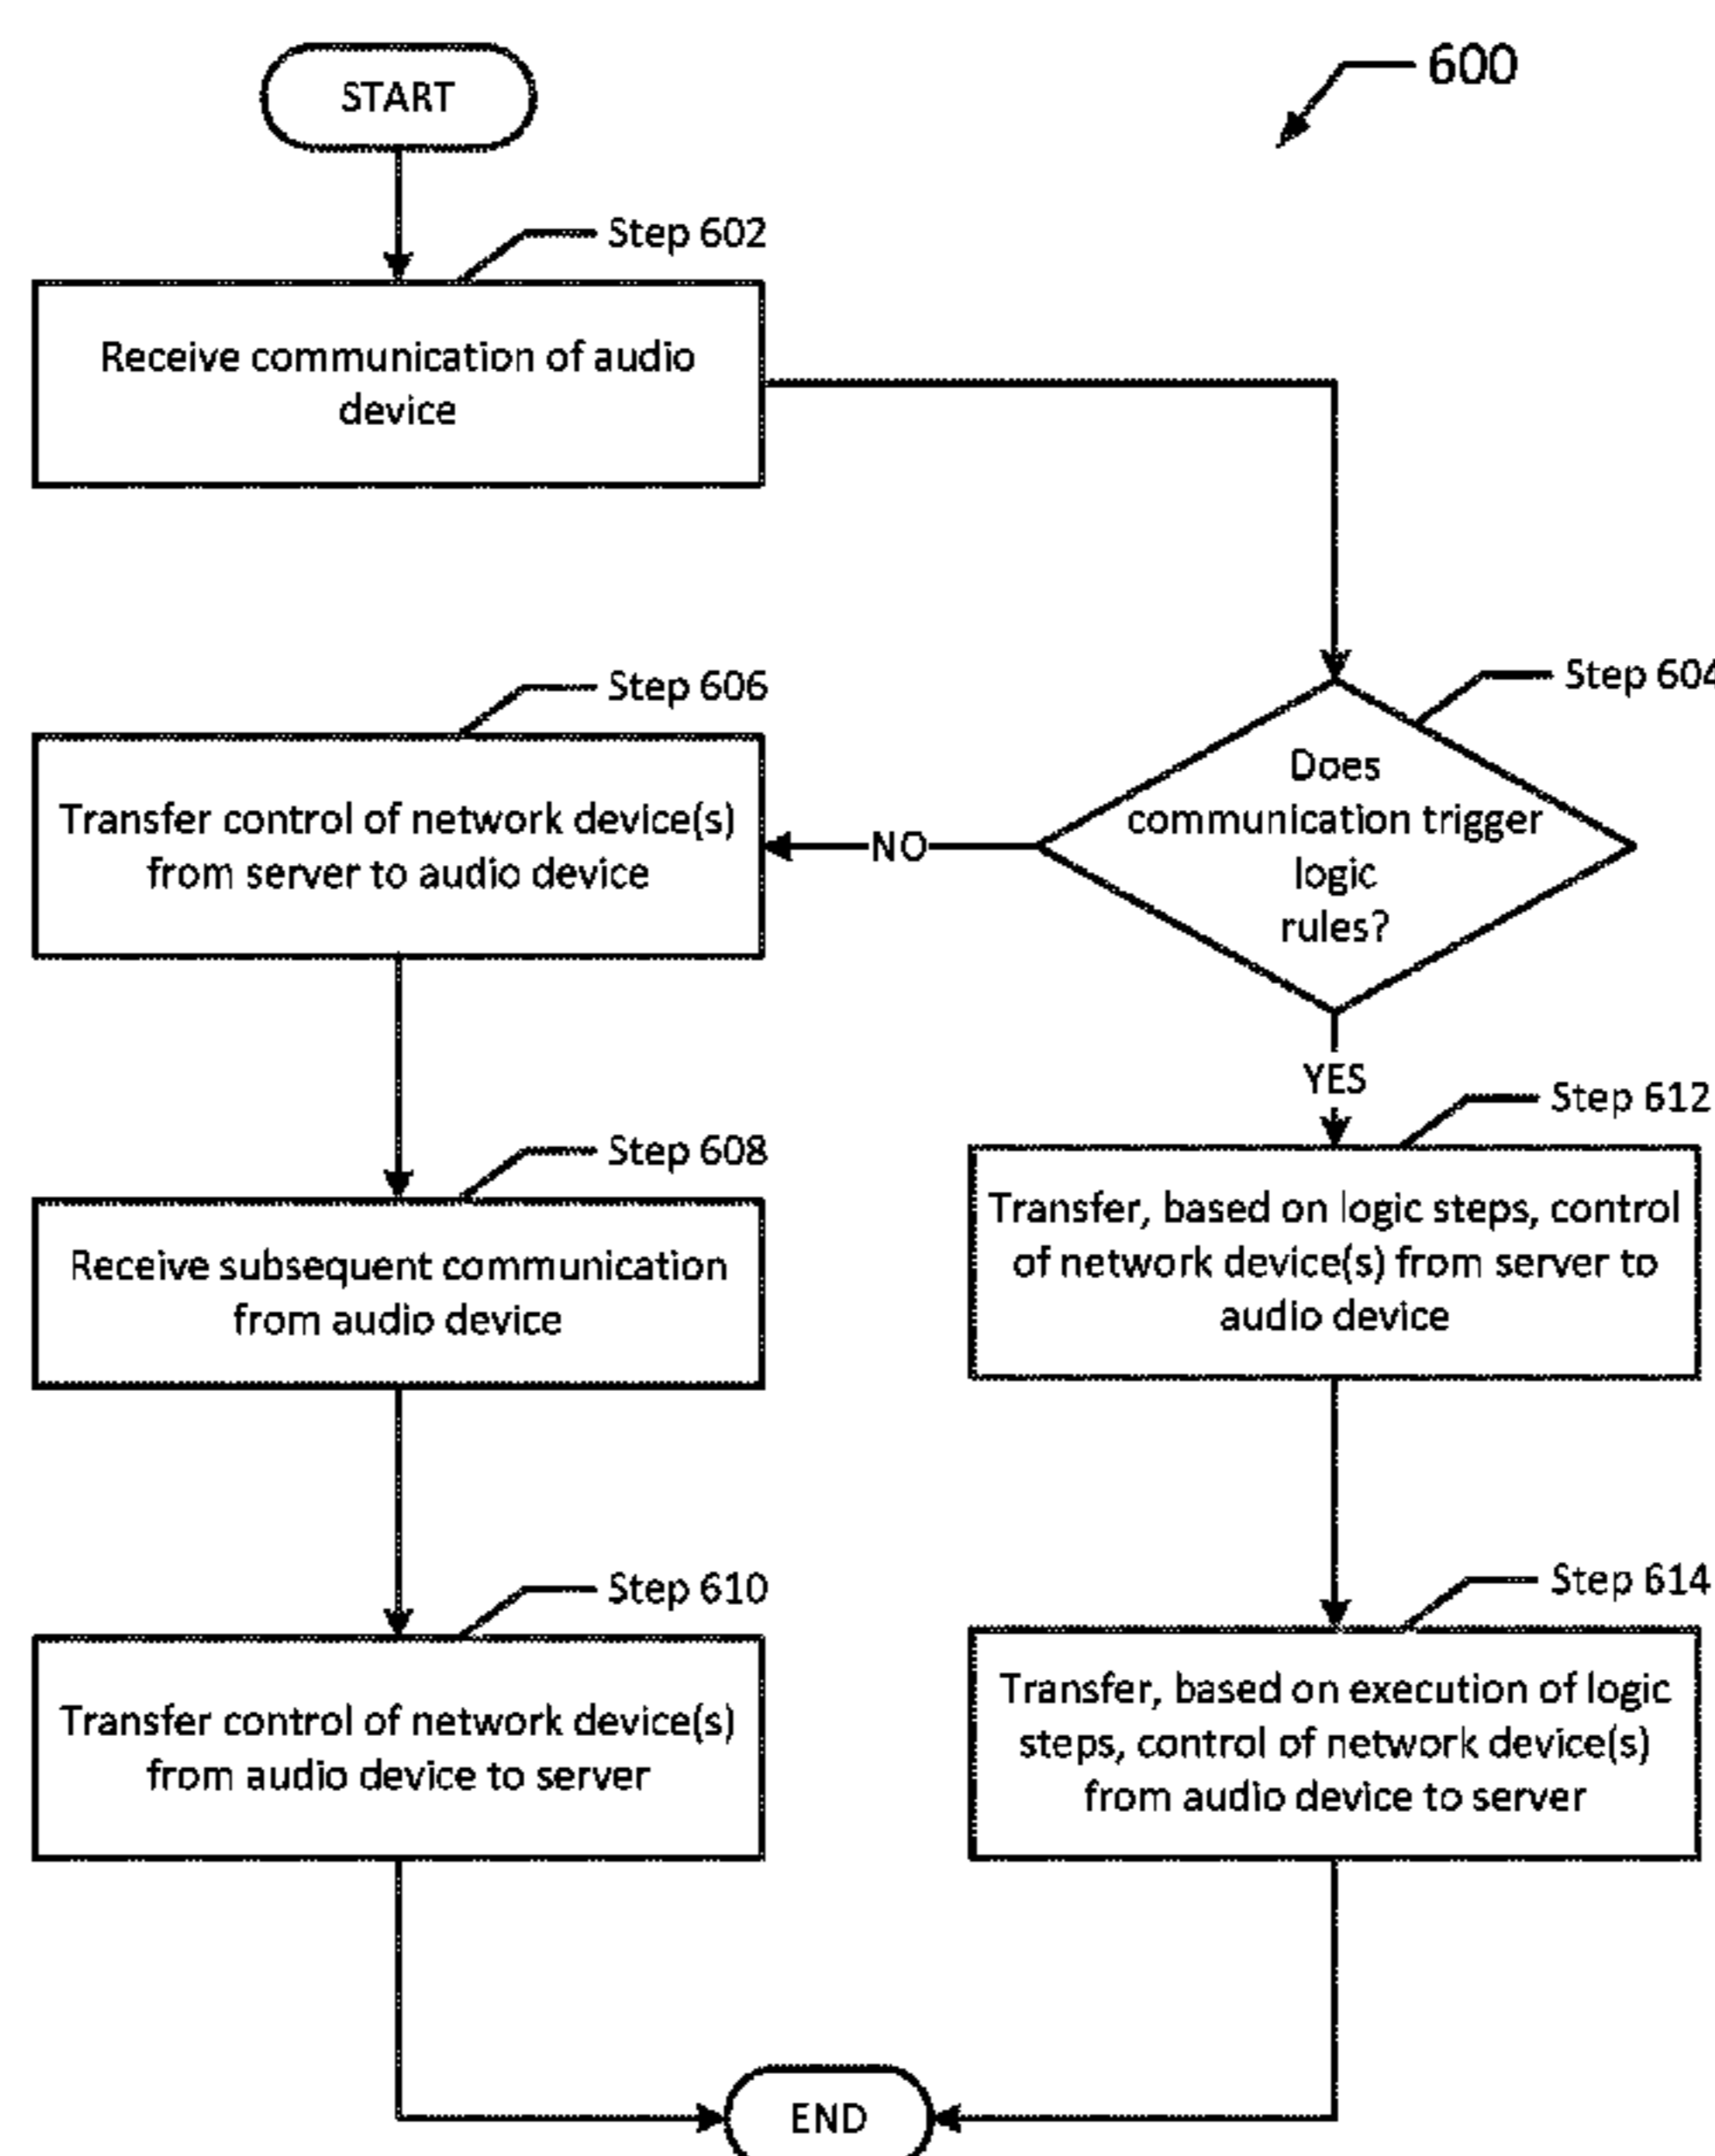 START
600
Step 602
Receive communication of audio
device
Step 604
Does
communication trigger
logic
rules?
NO
YES
Step 606
Transfer control of network device(s)
from server to audio device
Step 608
Receive subsequent communication
from audio device
Step 610
Transfer control of network device(s)
from audio device to server
Step 612
Transfer, based on logic steps, control
of network device(s) from server to
audio device
Step 614
Transfer, based on execution of logic
steps, control of network device(s)
from audio device to server
END